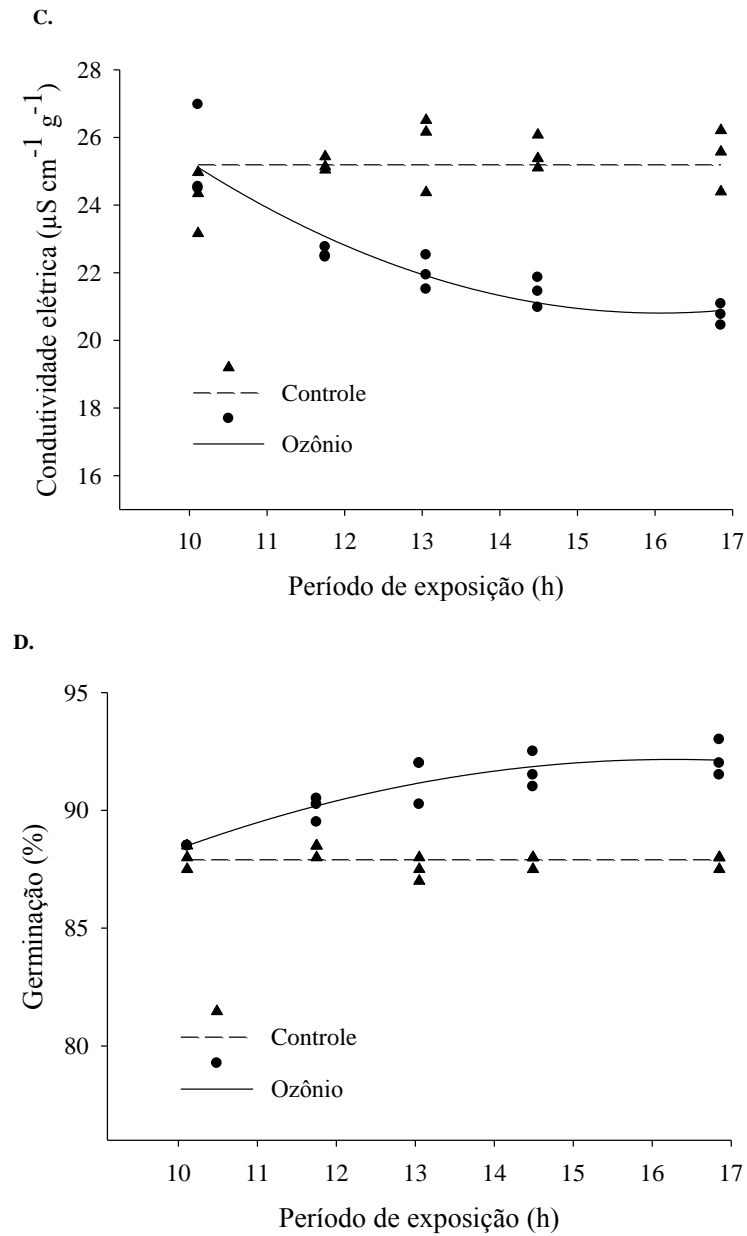 C.
Condutividade elétrica (µS cm⁻¹ g⁻¹)
28
26
24
22
20
18
16
Controle
Ozônio
10 11 12 13 14 15 16 17
Período de exposição (h)
D.
Germinação (%)
95
90
85
80
Controle
Ozônio
10 11 12 13 14 15 16 17
Período de exposição (h)